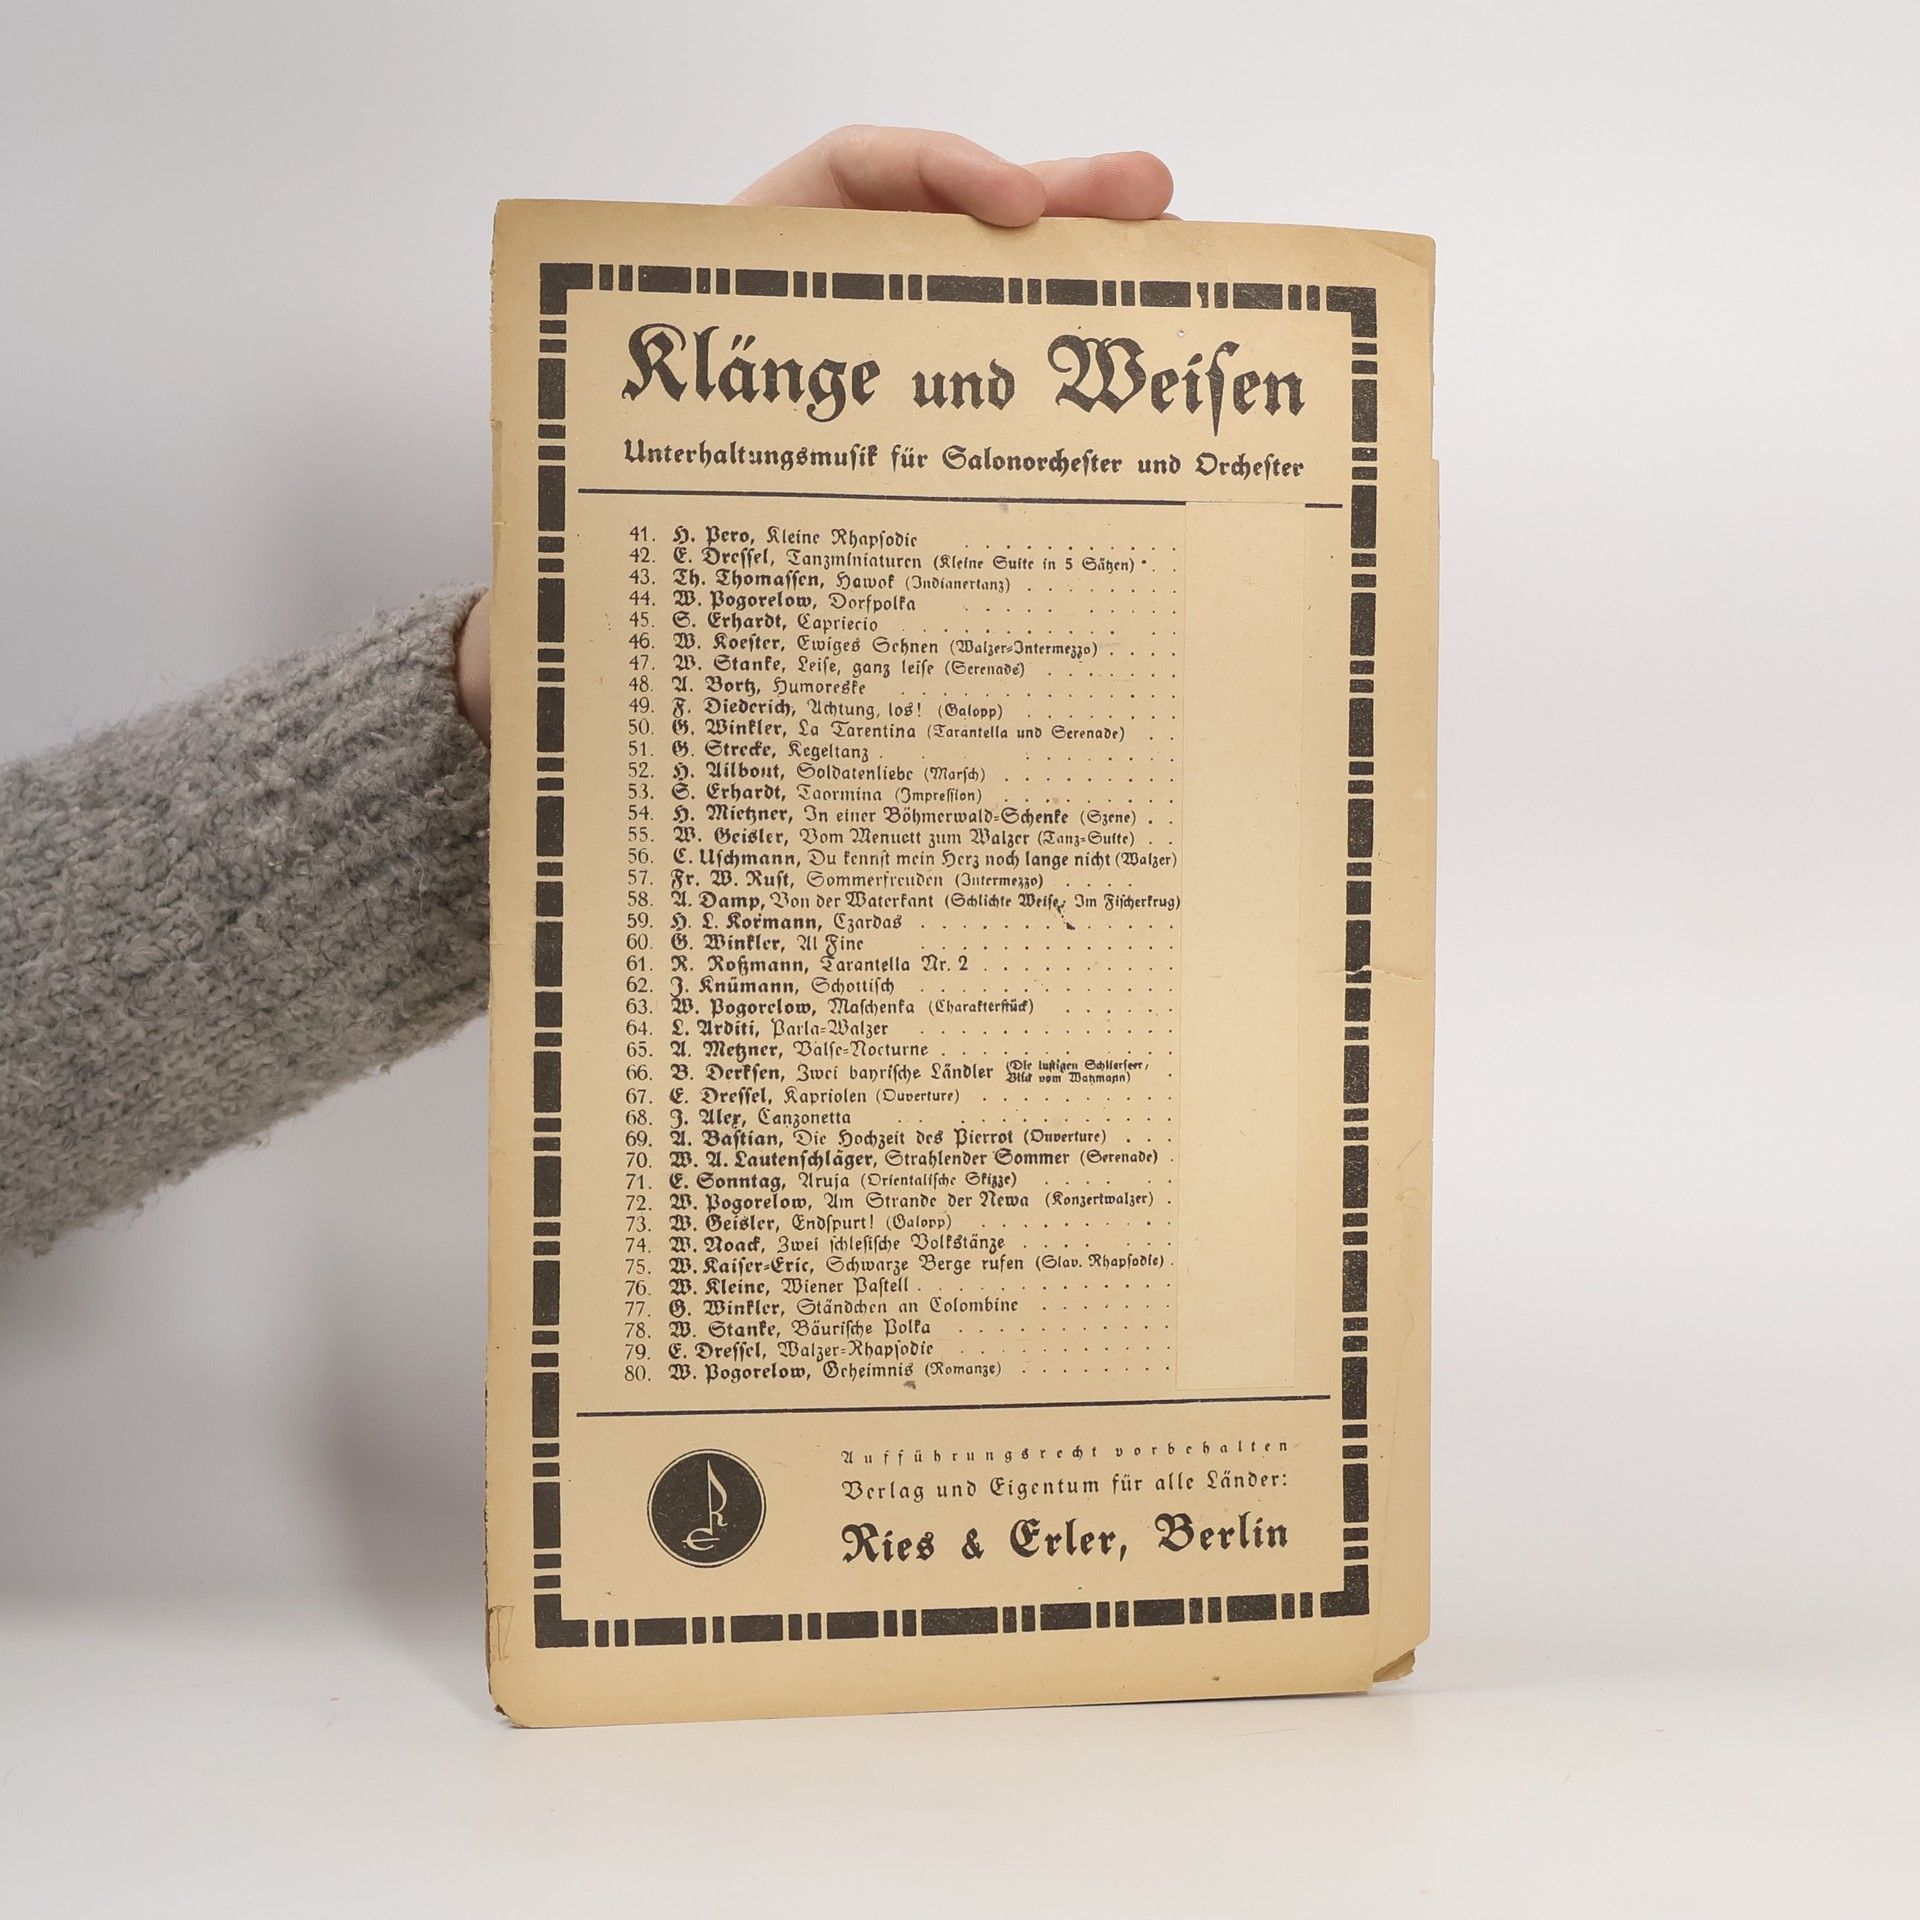 Klänge und Weisen
Unterhaltungsmusik für Salonorchester und Orchester
41. H. Pero, Kleine Rhapsodie
42. E. Dressel, Tanzminiaturen (Kleine Suite in 5 Sätzen)
43. Th. Thomassen, Hawok (Indianertanz)
44. W. Pogorelow, Dorfpolka
45. S. Erhardt, Capriccio
46. W. Koester, Ewiges Sehnen (Walzer-Intermezzo)
47. W. Stanke, Leise, ganz leise (Serenade)
48. A. Bortz, Humoreske
49. F. Diederich, Achtung, los! (Galopp)
50. G. Winkler, La Tarentina (Tarantella und Serenade)
51. G. Strecke, Kegeltanz
52. H. Ailbout, Soldatenliebe (Marsch)
53. S. Erhardt, Taormina (Impression)
54. H. Mietzner, In einer Böhmerwald-Schenke (Szene)
55. W. Geisler, Vom Menuett zum Walzer (Tanz-Suite)
56. C. Uschmann, Du kennst mein Herz noch lange nicht (Walzer)
57. Fr. W. Rust, Sommerfreuden (Intermezzo)
58. A. Damp, Von der Waterkant (Schlichte Weise, Im Fischerkrug)
59. H. L. Kormann, Czardas
60. G. Winkler, Al Fine
61. R. Roßmann, Tarantella Nr. 2
62. J. Knümann, Schottisch
63. W. Pogorelow, Maschenka (Charakterstück)
64. L. Arditi, Parla-Walzer
65. A. Metzner, Valse-Nocturne
66. B. Derksen, Zwei bayrische Ländler (Die lustigen Schlierseer, Blick vom Watzmann)
67. E. Dressel, Kapriolen (Ouverture)
68. J. Alex, Canzonetta
69. A. Bastian, Die Hochzeit des Pierrot (Ouverture)
70. W. A. Lautenschläger, Strahlender Sommer (Serenade)
71. E. Sonntag, Aruja (Orientalische Skizze)
72. W. Pogorelow, Am Strande der Newa (Konzertwalzer)
73. W. Geisler, Endspurt! (Galopp)
74. W. Noack, Zwei schlesische Volkstänze
75. W. Kaiser-Eric, Schwarze Berge rufen (Slav. Rhapsodie)
76. W. Kleine, Wiener Pastell
77. G. Winkler, Ständchen an Colombine
78. W. Stanke, Bäurische Polka
79. E. Dressel, Walzer-Rhapsodie
80. W. Pogorelow, Geheimnis (Romanze)
Aufführungsrecht vorbehalten
Verlag und Eigentum für alle Länder:
Ries & Erler, Berlin
R
E